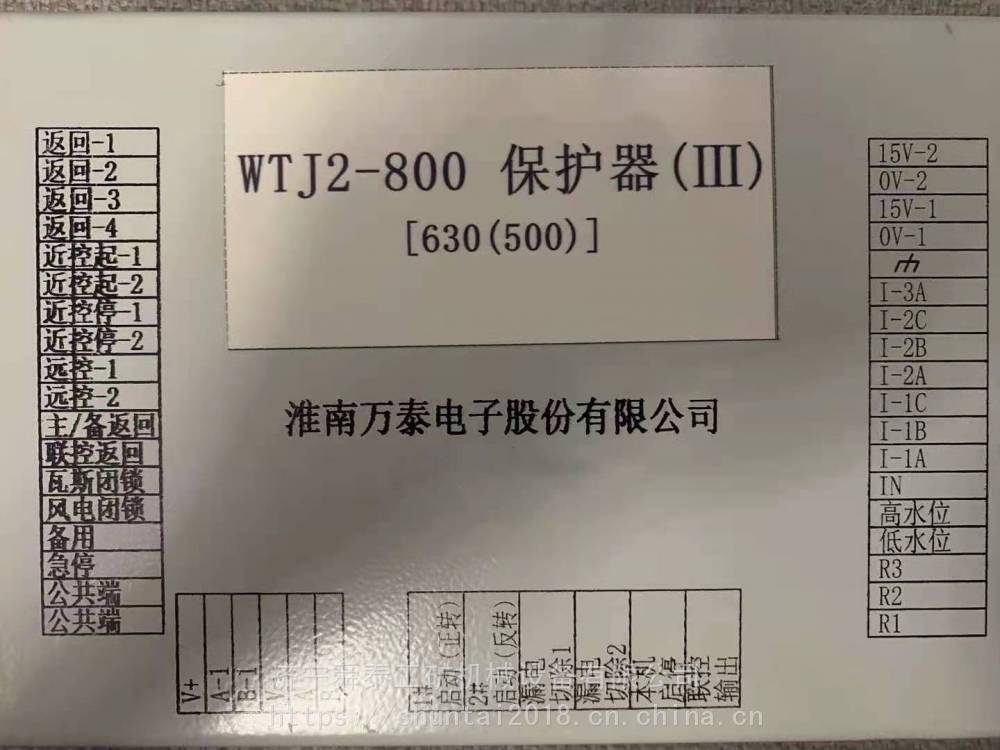 WTJ2-800 保护器(III)
[630(500)]
返回-1
返回-2
返回-3
返回-4
近控起-1
近控起-2
近控停-1
近控停-2
远控-1
远控-2
主/备返回
联控返回
瓦斯闭锁
风电闭锁
备用
急停
公共端
公共端
淮南万泰电子股份有限公司
15V-2
0V-2
15V-1
0V-1
I-3A
I-2C
I-2B
I-2A
I-1C
I-1B
I-1A
IN
高水位
低水位
R3
R2
R1
V+
A-1
B-1
1#
启动(正转)
2#
启动(反转)
漏电
切除1
漏电
切除2
本机
启停
联控
输出
https://shuntai2018.cn.china.cn